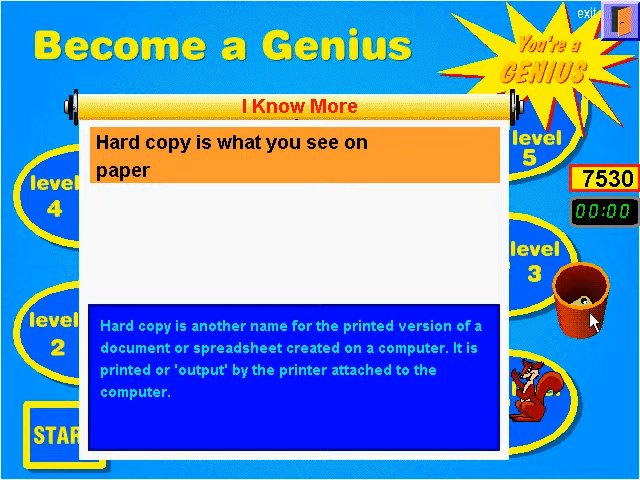 exit
Become a Genius
You're a
GENIUS
I Know More
Hard copy is what you see on
paper
level
5
level
4
7530
00:00
level
3
level
2
Hard copy is another name for the printed version of a
document or spreadsheet created on a computer. It is
printed or 'output' by the printer attached to the
computer.
STAR